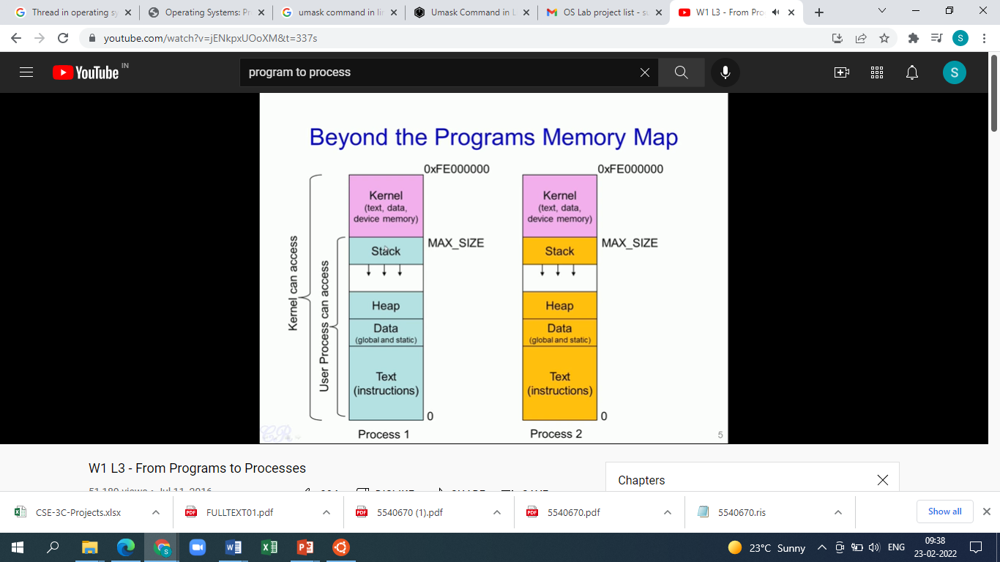 Thread in operating sy
Operating Systems: Pr
umask command in lin
Umask Command in L
OS Lab project list - su
W1 L3 - From Pro
youtube.com/watch?v=jENkpxUOoXM&t=337s
S
YouTube IN
program to process
S
Beyond the Programs Memory Map
0xFE000000
0xFE000000
Kernel
(text, data,
device memory)
Kernel
(text, data,
device memory)
MAX_SIZE
MAX_SIZE
Stack
Stack
Kernel can access
User Process can access
Heap
Heap
Data
(global and static)
Data
(global and static)
Text
(instructions)
Text
(instructions)
0
0
Process 1
Process 2
5
W1 L3 - From Programs to Processes
51,180 views • Jul 11, 2016
DISLIKE
SHARE
SAVE
Chapters
CSE-3C-Projects.xlsx
FULLTEXT01.pdf
5540670 (1).pdf
5540670.pdf
5540670.ris
Show all
23°C Sunny
ENG
09:38
23-02-2022